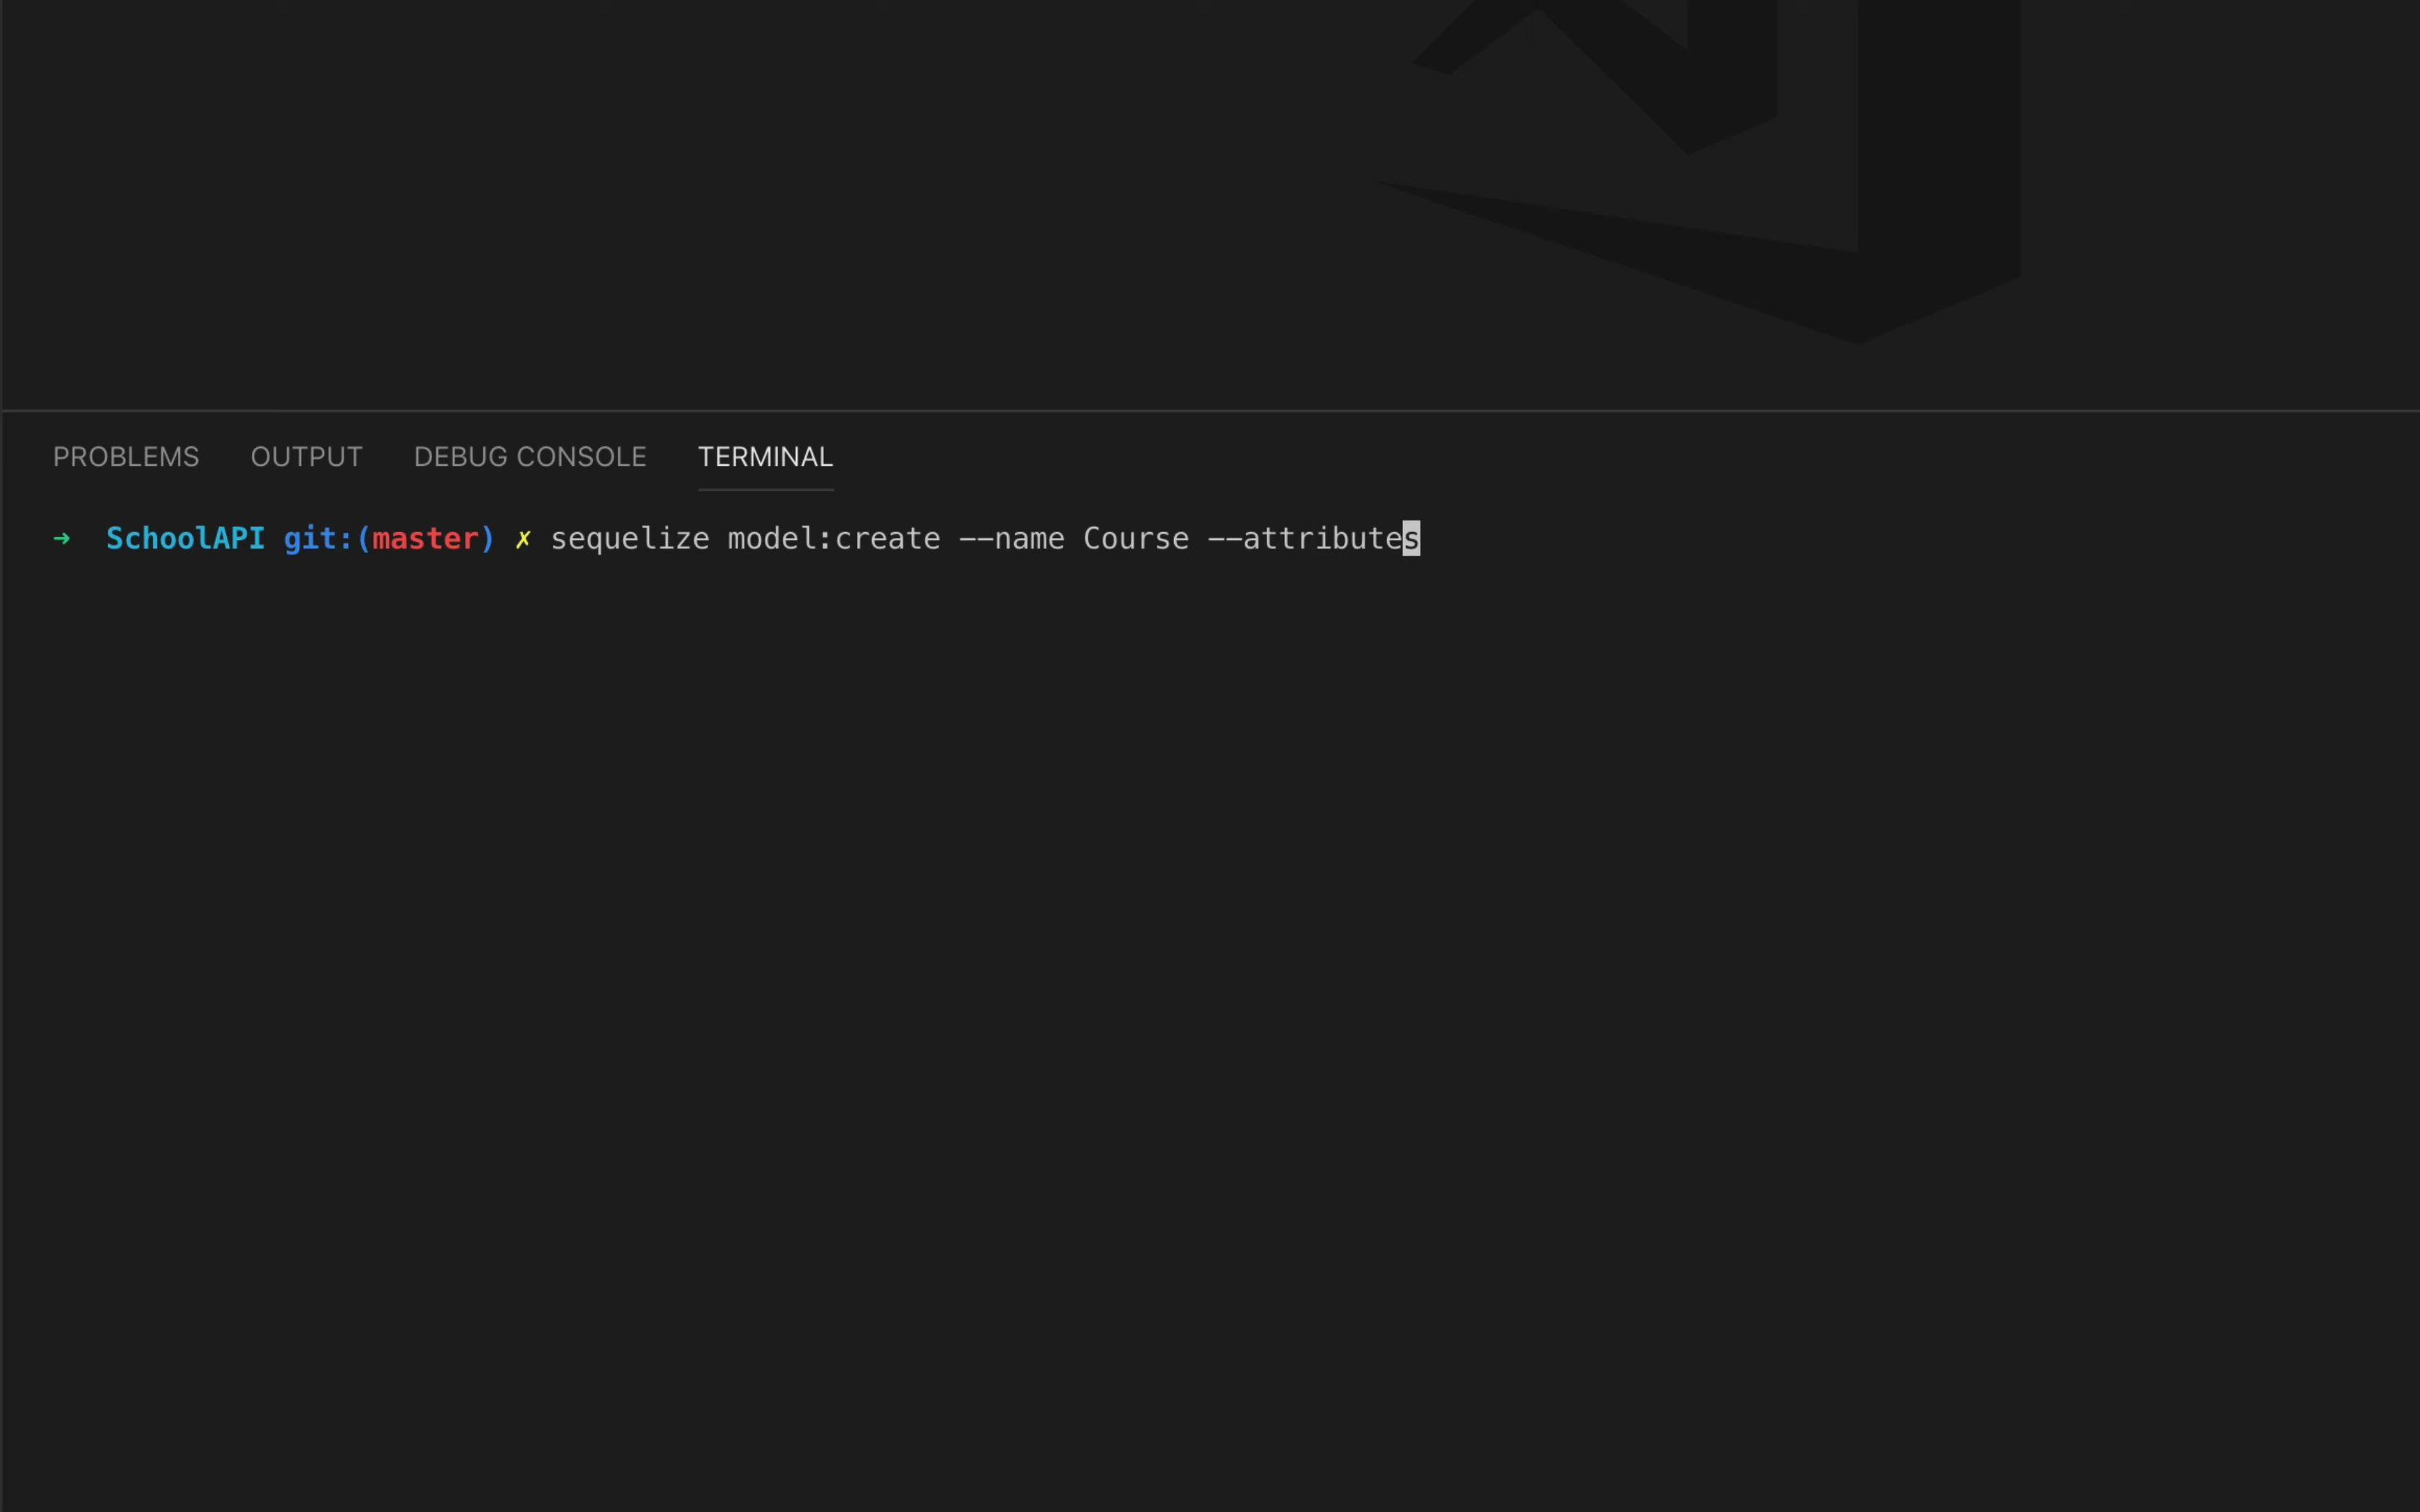 PROBLEMS OUTPUT DEBUG CONSOLE TERMINAL
➜ SchoolAPI git:(master) ✗ sequelize model:create --name Course --attributes